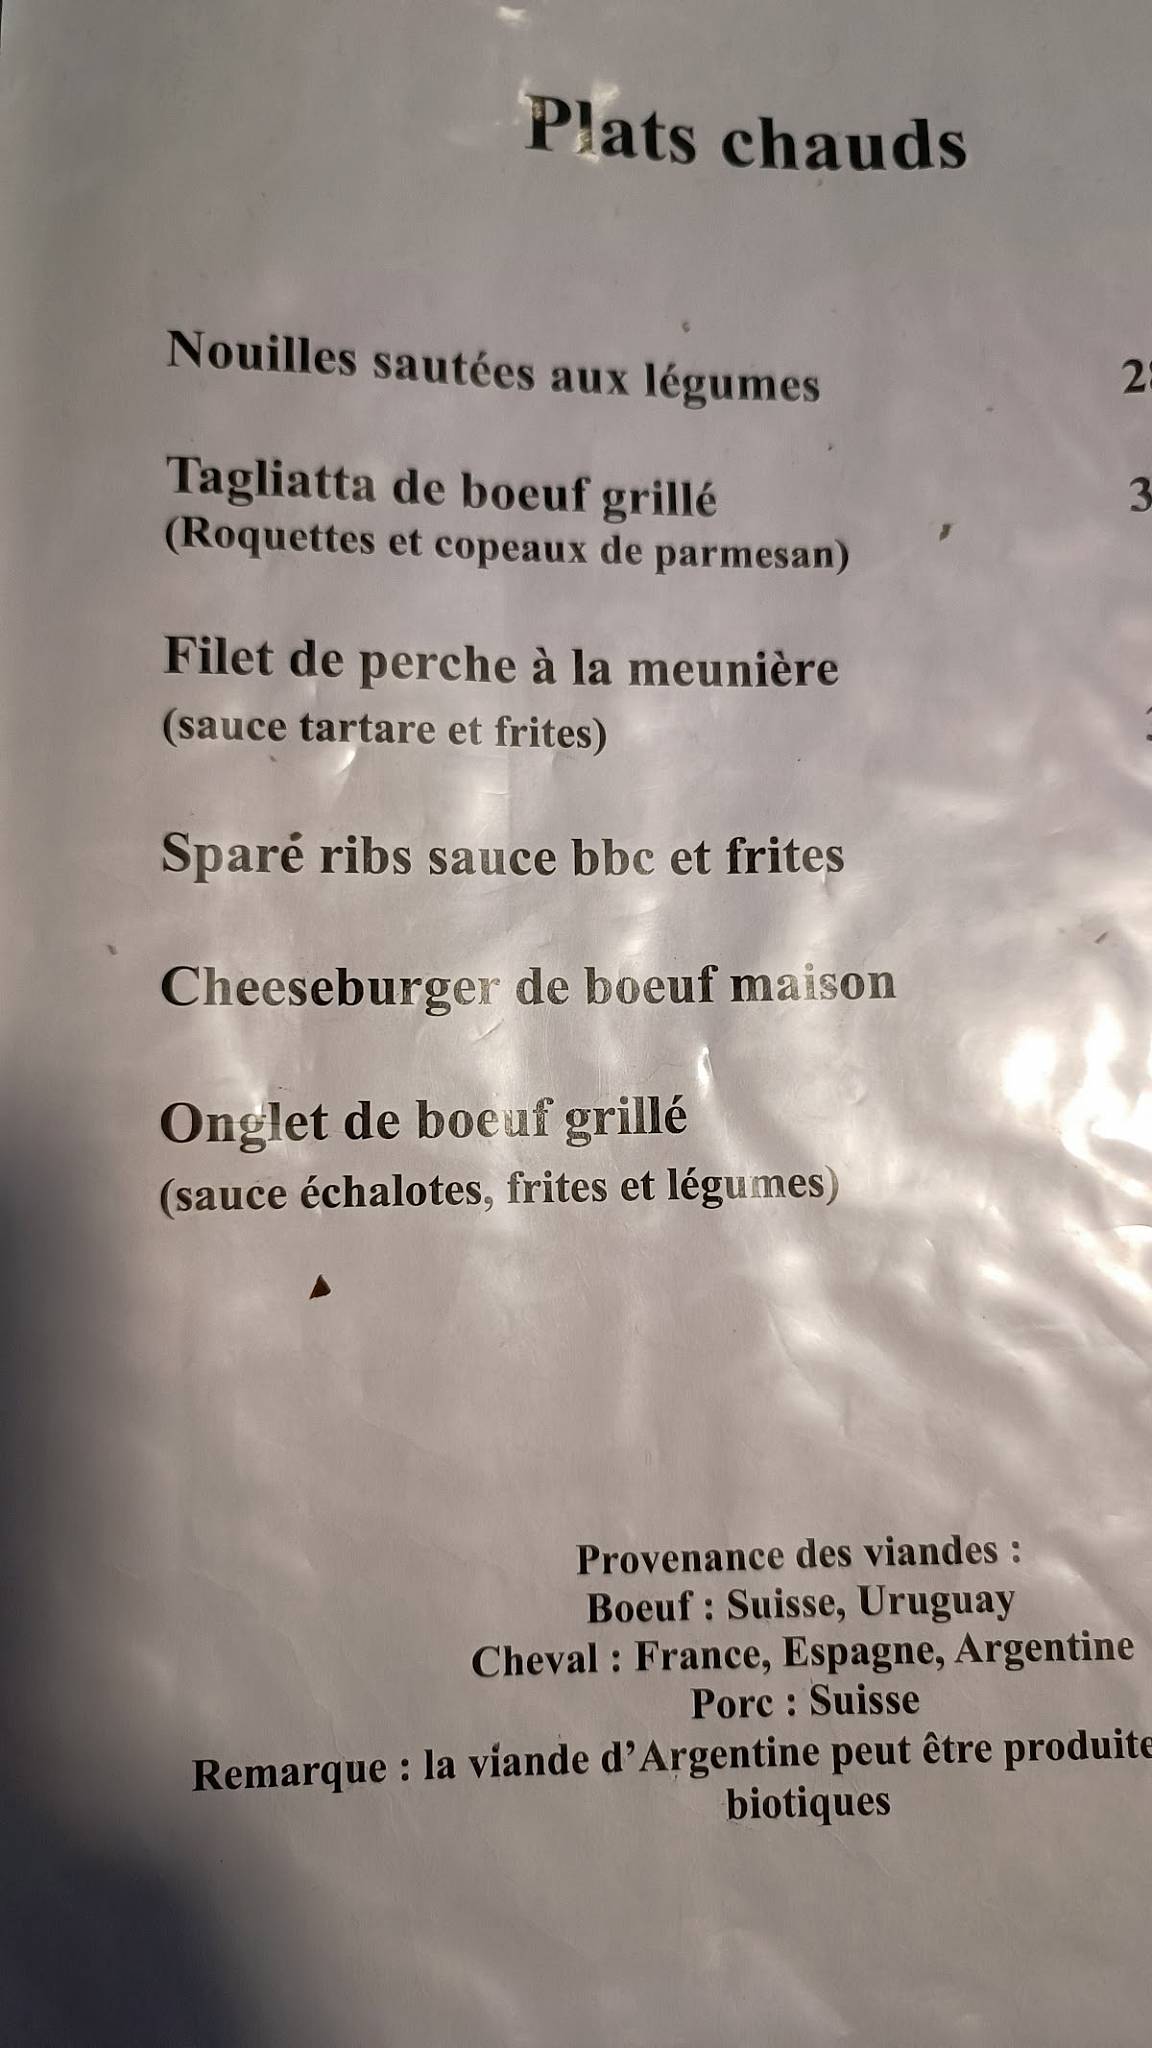 Plats chauds
Nouilles sautées aux légumes
Tagliatta de boeuf grillé
(Roquettes et copeaux de parmesan)
Filet de perche à la meunière
(sauce tartare et frites)
Sparé ribs sauce bbc et frites
Cheeseburger de boeuf maison
Onglet de boeuf grillé
(sauce échalotes, frites et légumes)
Provenance des viandes :
Boeuf : Suisse, Uruguay
Cheval : France, Espagne, Argentine
Porc : Suisse
Remarque : la viande d’Argentine peut être produite
biotiques